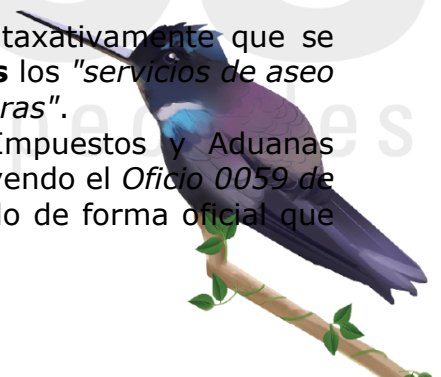 taxativamente que se
s los "servicios de aseo
ras".
Impuestos y Aduanas
yendo el Oficio 0059 de
do de forma oficial que